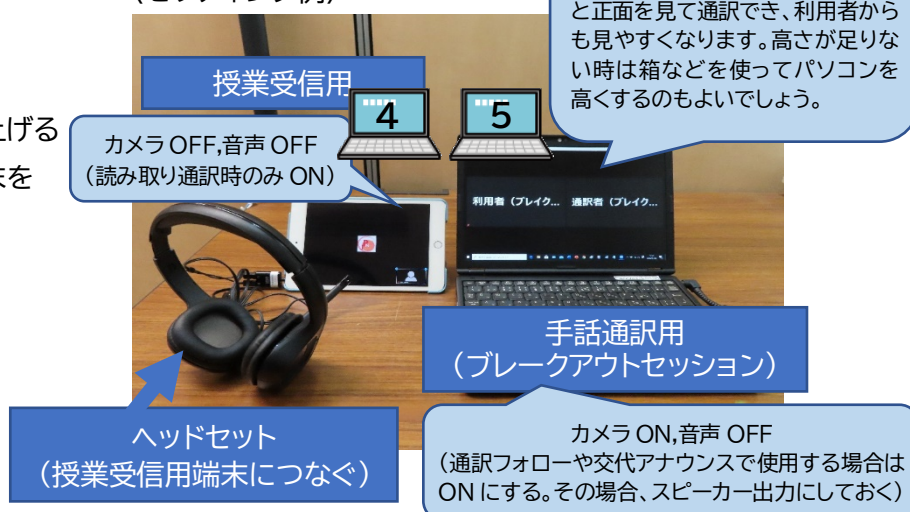 と正面を見て通訳でき、利用者から
も見やすくなります。高さが足りな
い時は箱などを使ってパソコンを
高くするのもよいでしょう。
授業受信用
4
5
上げる
カメラ OFF,音声 OFF
(読み取り通訳時のみ ON)
利用者（ブレイク...
通訳者（ブレイク...
手話通訳用
（ブレークアウトセッション）
ヘッドセット
（授業受信用端末につなぐ）
カメラ ON,音声 OFF
（通訳フォローや交代アナウンスで使用する場合は
ON にする。その場合、スピーカー出力にしておく）